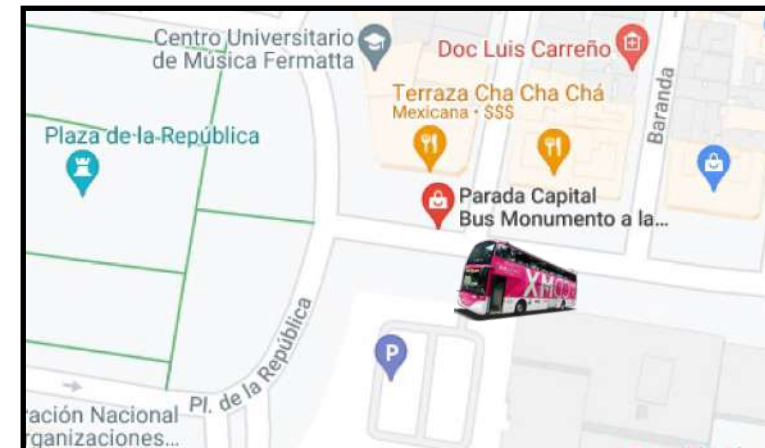 Centro Universitario
de Música Fermatta
Doc Luis Carreño
Terraza Cha Cha Chá
Mexicana · $$$
Baranda
Plaza de la República
Parada Capital
Bus Monumento a la...
XMCO
P
Pl. de la República
ración Nacional
rganizaciones...